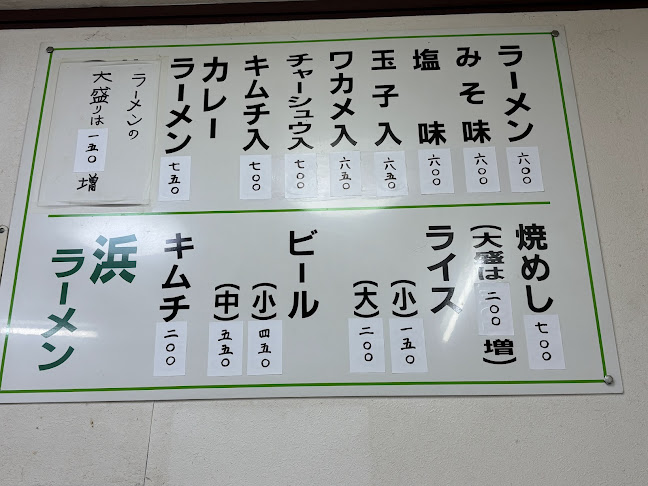 ラーメン 六〇〇
みそ味 六〇〇
塩味 六〇〇
玉子入 六五〇
ワカメ入 六五〇
チャーシュウ入 七〇〇
キムチ入 七〇〇
カレー
ラーメン 七五〇
ラーメンの
大盛りは一五〇増
焼めし 七〇〇
(大盛は二〇〇増)
ライス
(小) 一五〇
(大) 二〇〇
ビール
(小) 四五〇
(中) 五五〇
キムチ 二〇〇
浜
ラーメン